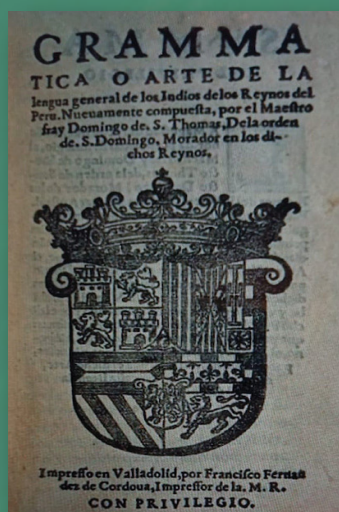 GRAMMA
TICA O ARTE DE LA
lengua general de los Indios de los Reynos del
Peru. Nueuamente compuesta, por el Maestro
fray Domingo de. S. Thomas, De la orden
de. S. Domingo, Morador en los di-
chos Reynos.
Impresso en Valladolid, por Francisco Fernan
dez de Cordoua, Impressor de la. M. R.
CON PRIVILEGIO.